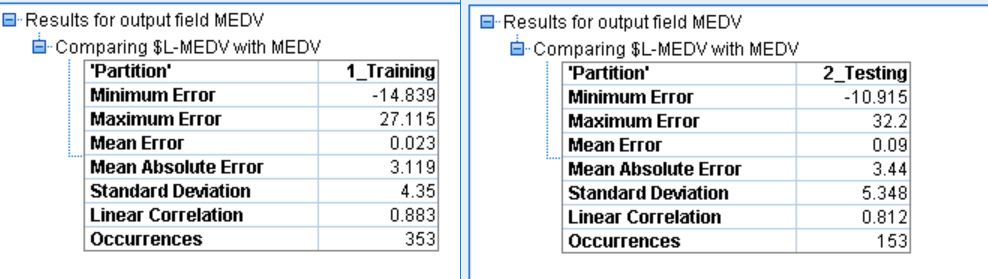 Results for output field MEDV
Comparing $L-MEDV with MEDV
'Partition' 1_Training
Minimum Error -14.839
Maximum Error 27.115
Mean Error 0.023
Mean Absolute Error 3.119
Standard Deviation 4.35
Linear Correlation 0.883
Occurrences 353
Results for output field MEDV
Comparing $L-MEDV with MEDV
'Partition' 2_Testing
Minimum Error -10.915
Maximum Error 32.2
Mean Error 0.09
Mean Absolute Error 3.44
Standard Deviation 5.348
Linear Correlation 0.812
Occurrences 153